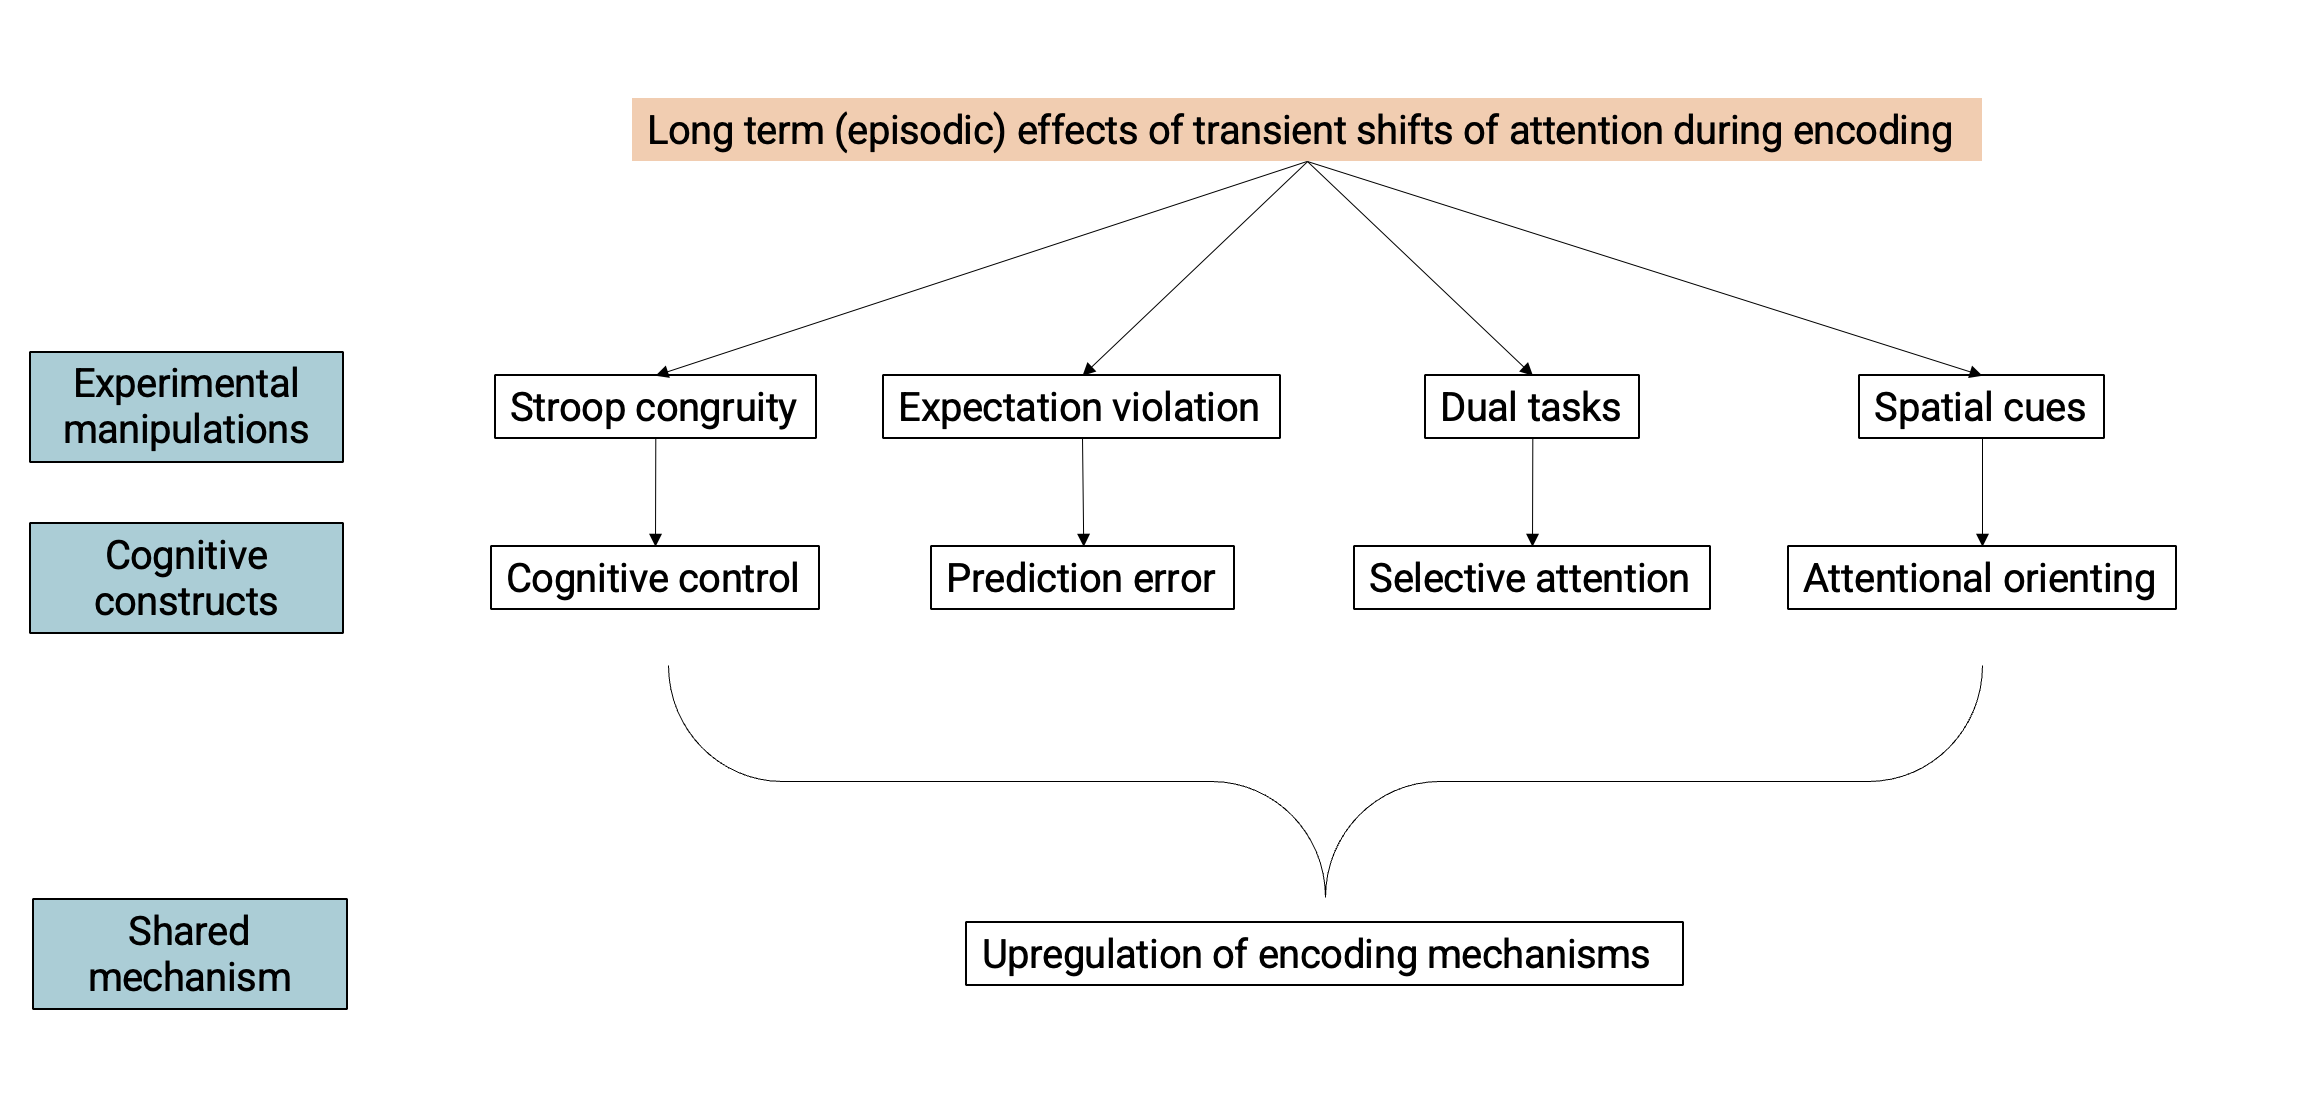 Long term (episodic) effects of transient shifts of attention during encoding
Experimental
manipulations
Stroop congruity
Expectation violation
Dual tasks
Spatial cues
Cognitive
constructs
Cognitive control
Prediction error
Selective attention
Attentional orienting
Shared
mechanism
Upregulation of encoding mechanisms